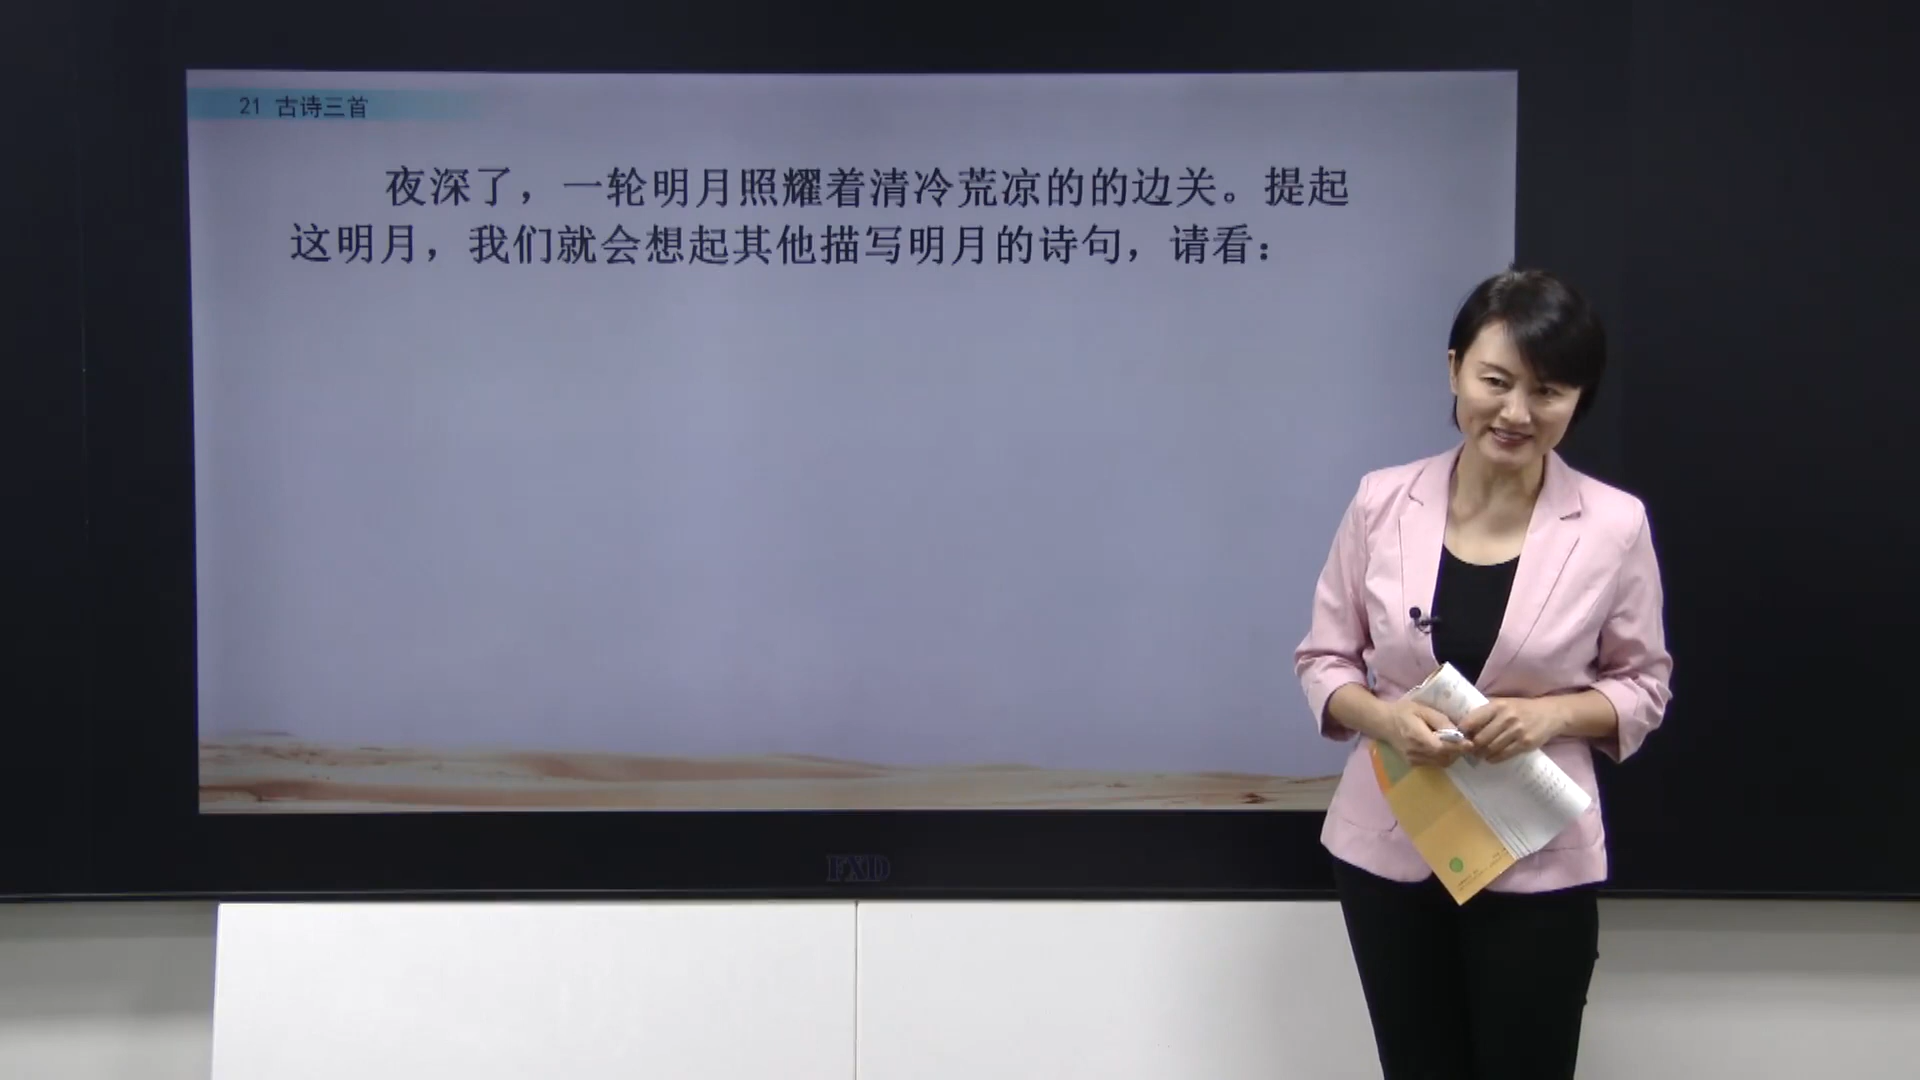 21 古诗三首
夜深了，一轮明月照耀着清冷荒凉的的边关。提起
这明月，我们就会想起其他描写明月的诗句，请看：
FXD